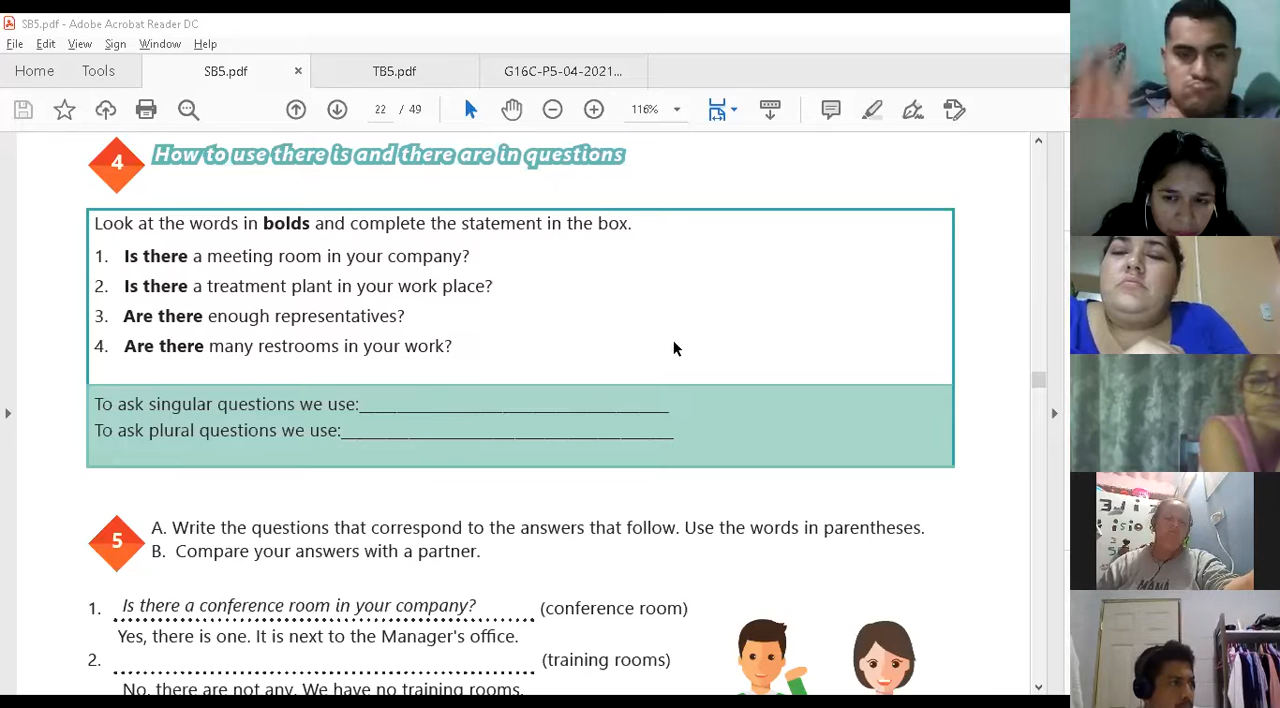 SB5.pdf - Adobe Acrobat Reader DC
File Edit View Sign Window Help
Home Tools SB5.pdf × TB5.pdf G16C-P5-04-2021...
22 / 49 116%
4 How to use there is and there are in questions
Look at the words in bolds and complete the statement in the box.
1. Is there a meeting room in your company?
2. Is there a treatment plant in your work place?
3. Are there enough representatives?
4. Are there many restrooms in your work?
To ask singular questions we use:_______________________________
To ask plural questions we use:_________________________________
5 A. Write the questions that correspond to the answers that follow. Use the words in parentheses.
B. Compare your answers with a partner.
1. Is there a conference room in your company? (conference room)
Yes, there is one. It is next to the Manager's office.
2. (training rooms)
No, there are not any. We have no training rooms.